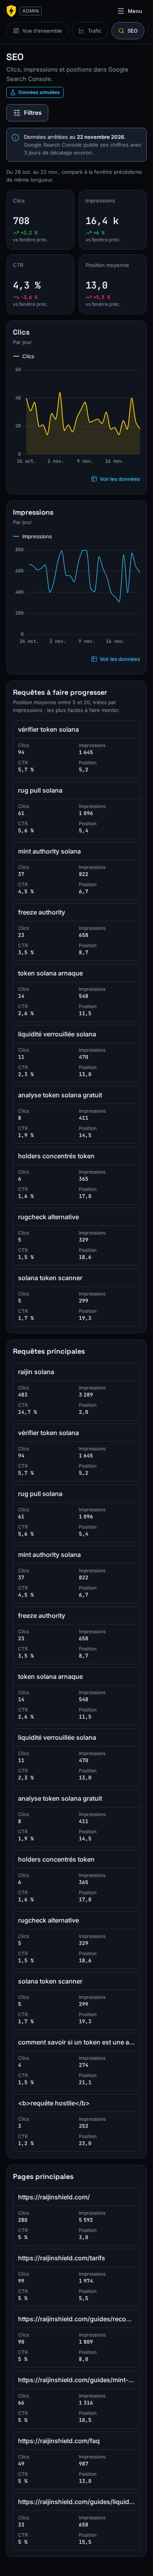 ADMIN
Menu
Vue d'ensemble
Trafic
SEO
SEO
Clics, impressions et positions dans Google
Search Console.
Données simulées
Filtres
Données arrêtées au 22 novembre 2026.
Google Search Console publie ses chiffres avec
3 jours de décalage environ.
Du 26 oct. au 22 nov., comparé à la fenêtre précédente
de même longueur.
Clics
708
+2,2 %
vs fenêtre préc.
Impressions
16,4 k
+6 %
vs fenêtre préc.
CTR
4,3 %
-3,6 %
vs fenêtre préc.
Position moyenne
13,0
vs fenêtre préc.
Clics
Par jour
Clics
60
40
20
0
26 oct.
2 nov.
9 nov.
16 nov.
Voir les données
Impressions
Par jour
Impressions
800
600
400
200
0
26 oct.
2 nov.
9 nov.
16 nov.
Voir les données
Requêtes à faire progresser
Position moyenne entre 5 et 20, triées par
impressions : les plus faciles à faire monter.
vérifier token solana
Clics
94
Impressions
1 645
CTR
5,7 %
Position
5,2
rug pull solana
Clics
61
Impressions
1 096
CTR
5,6 %
Position
5,4
mint authority solana
Clics
37
Impressions
822
CTR
4,5 %
Position
6,7
freeze authority
Clics
23
Impressions
658
CTR
3,5 %
Position
8,7
token solana arnaque
Clics
14
Impressions
548
CTR
2,6 %
Position
11,5
liquidité verrouillée solana
Clics
11
Impressions
470
CTR
2,3 %
Position
13,0
analyse token solana gratuit
Clics
8
Impressions
411
CTR
1,9 %
Position
14,5
holders concentrés token
Clics
6
Impressions
365
CTR
1,6 %
Position
17,0
rugcheck alternative
Clics
5
Impressions
329
CTR
1,5 %
Position
18,6
solana token scanner
Clics
5
Impressions
299
CTR
1,7 %
Position
19,3
Requêtes principales
raijin solana
Clics
483
Impressions
3 289
CTR
14,7 %
Position
2,0
vérifier token solana
Clics
94
Impressions
1 645
CTR
5,7 %
Position
5,2
rug pull solana
Clics
61
Impressions
1 096
CTR
5,6 %
Position
5,4
mint authority solana
Clics
37
Impressions
822
CTR
4,5 %
Position
6,7
freeze authority
Clics
23
Impressions
658
CTR
3,5 %
Position
8,7
token solana arnaque
Clics
14
Impressions
548
CTR
2,6 %
Position
11,5
liquidité verrouillée solana
Clics
11
Impressions
470
CTR
2,3 %
Position
13,0
analyse token solana gratuit
Clics
8
Impressions
411
CTR
1,9 %
Position
14,5
holders concentrés token
Clics
6
Impressions
365
CTR
1,6 %
Position
17,0
rugcheck alternative
Clics
5
Impressions
329
CTR
1,5 %
Position
18,6
solana token scanner
Clics
5
Impressions
299
CTR
1,7 %
Position
19,3
comment savoir si un token est une a...
Clics
4
Impressions
274
CTR
1,5 %
Position
21,1
&lt;b&gt;requête hostile&lt;/b&gt;
Clics
3
Impressions
253
CTR
1,2 %
Position
23,0
Pages principales
https://raijinshield.com/
Clics
280
Impressions
5 592
CTR
5 %
Position
3,0
https://raijinshield.com/tarifs
Clics
99
Impressions
1 974
CTR
5 %
Position
5,5
https://raijinshield.com/guides/reco...
Clics
90
Impressions
1 809
CTR
5 %
Position
8,0
https://raijinshield.com/guides/mint-...
Clics
66
Impressions
1 316
CTR
5 %
Position
10,5
https://raijinshield.com/faq
Clics
49
Impressions
987
CTR
5 %
Position
13,0
https://raijinshield.com/guides/liquid...
Clics
33
Impressions
658
CTR
5 %
Position
15,5